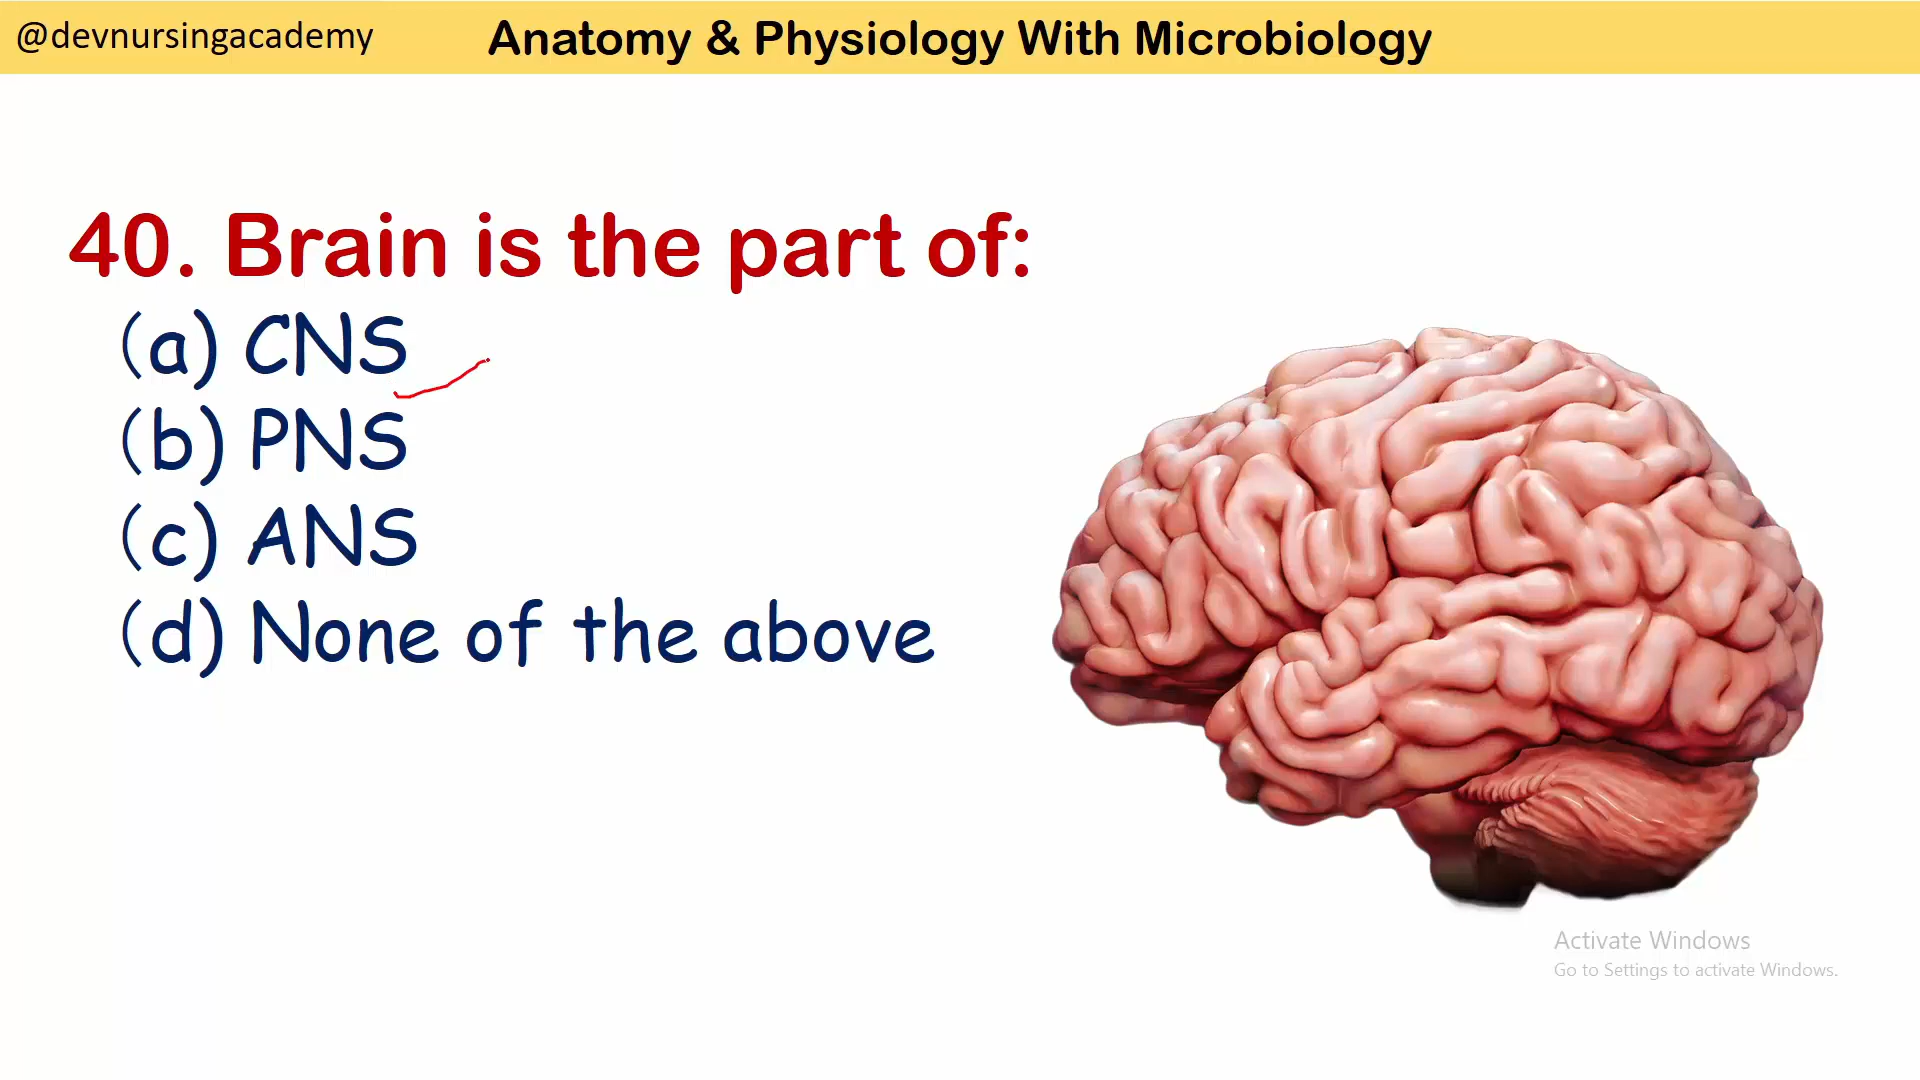 @devnursingacademy
Anatomy & Physiology With Microbiology
40. Brain is the part of:
(a) CNS
(b) PNS
(c) ANS
(d) None of the above
Activate Windows
Go to Settings to activate Windows.